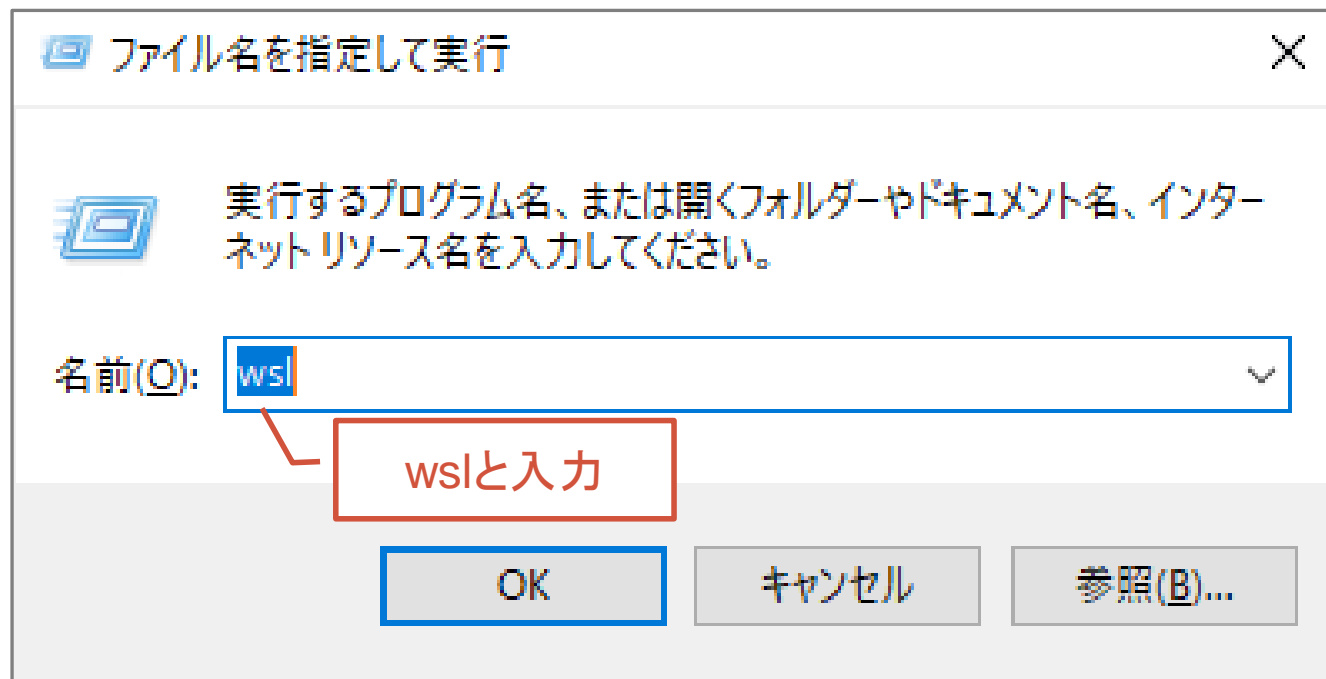 ファイル名を指定して実行
実行するプログラム名、または開くフォルダーやドキュメント名、インター
ネット リソース名を入力してください。
名前(O): wsl
wslと入力
OK キャンセル 参照(B)...